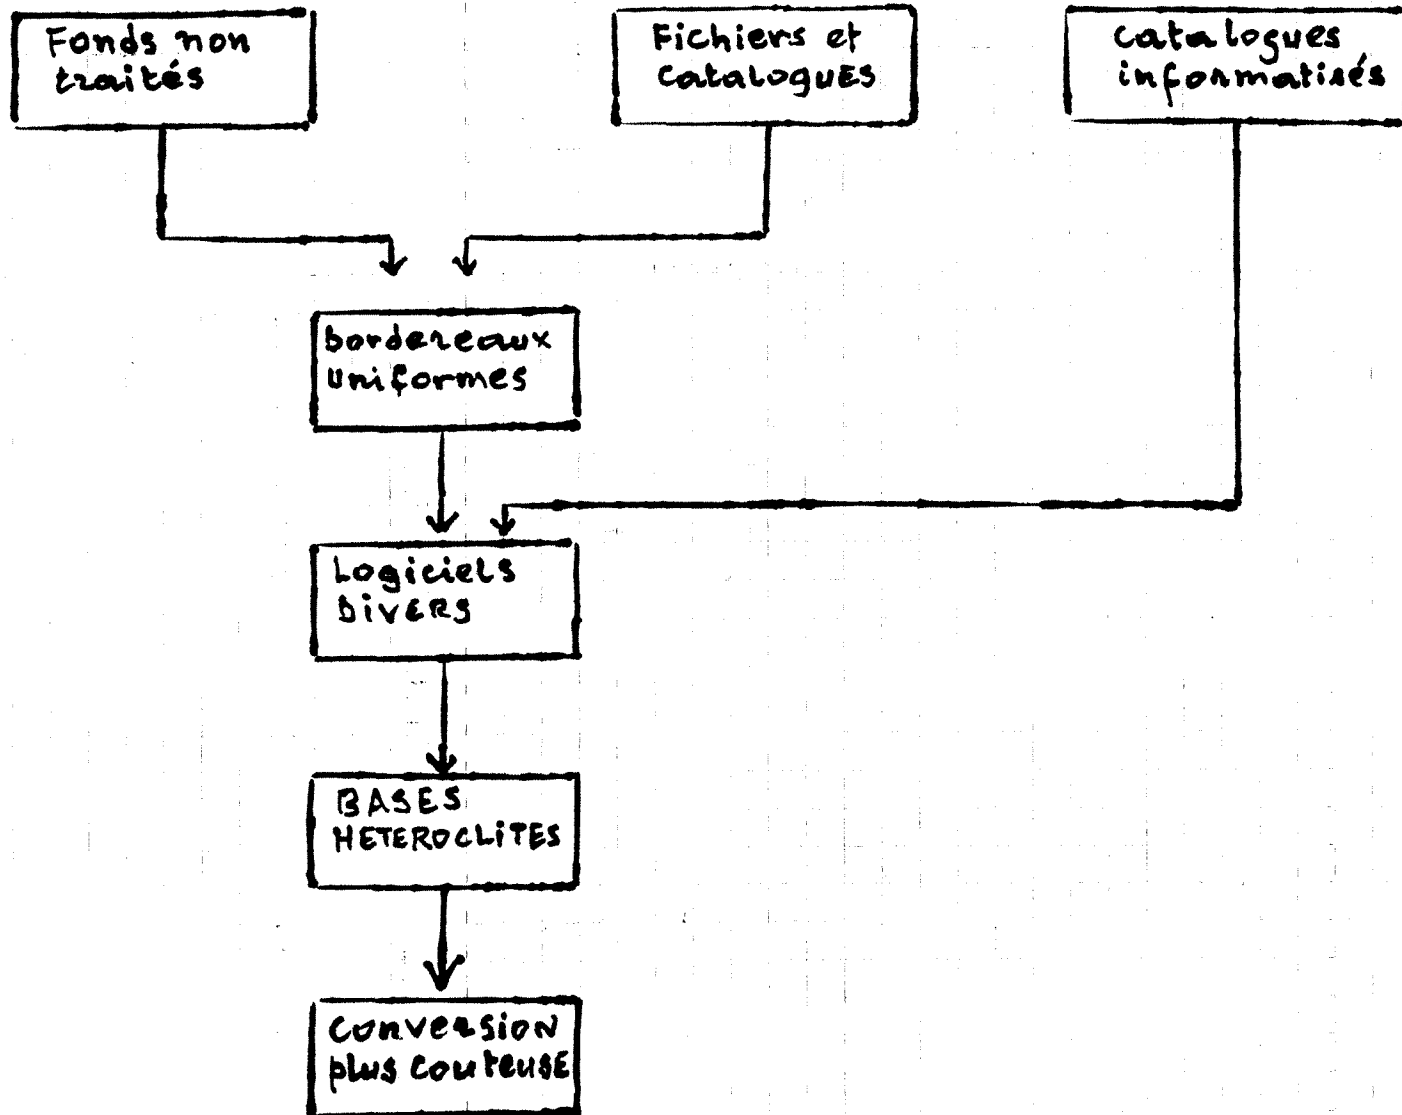 Fonds non
traités
Fichiers et
catalogues
catalogues
informatisés
bordereaux
uniformes
Logiciels
DIVERS
BASES
HETEROCLITES
conversion
plus couteuse